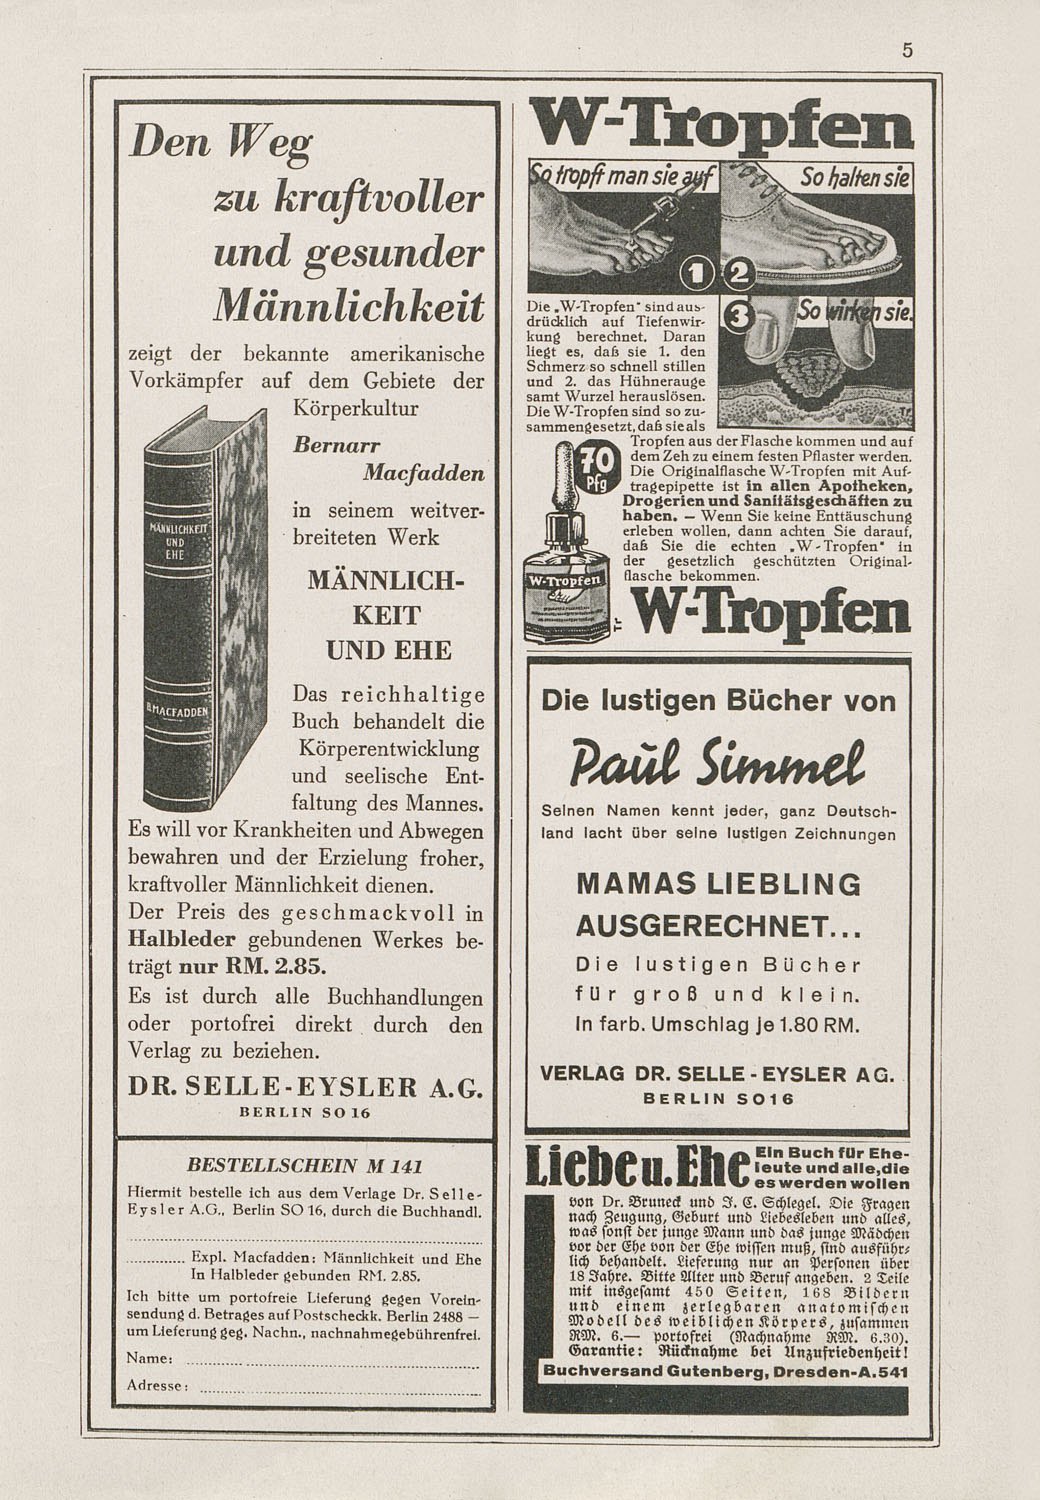 5
Den Weg
zu kraftvoller
und gesunder
Männlichkeit
zeigt der bekannte amerikanische
Vorkämpfer auf dem Gebiete der
Körperkultur
Bernarr
Macfadden
in seinem weitver-
breiteten Werk
MÄNNLICH-
KEIT
UND EHE
MÄNNLICHKEIT
UND
EHE
B. MACFADDEN
Das reichhaltige
Buch behandelt die
Körperentwicklung
und seelische Ent-
faltung des Mannes.
Es will vor Krankheiten und Abwegen
bewahren und der Erzielung froher,
kraftvoller Männlichkeit dienen.
Der Preis des geschmackvoll in
Halbleder gebundenen Werkes be-
trägt nur RM. 2.85.
Es ist durch alle Buchhandlungen
oder portofrei direkt durch den
Verlag zu beziehen.
DR. SELLE-EYSLER A.G.
BERLIN SO 16
BESTELLSCHEIN M 141
Hiermit bestelle ich aus dem Verlage Dr. Selle-
Eysler A.G., Berlin SO 16, durch die Buchhandl.
............ Expl. Macfadden: Männlichkeit und Ehe
In Halbleder gebunden RM. 2.85.
Ich bitte um portofreie Lieferung gegen Vorein-
sendung d. Betrages auf Postscheckk. Berlin 2488 —
um Lieferung geg. Nachn., nachnahmegebührenfrei.
Name: ............
Adresse: ............
W-Tropfen
So tropft man sie auf
So halten sie
1 2
3 So wirken sie.
Tr
Die „W-Tropfen" sind aus-
drücklich auf Tiefenwir-
kung berechnet. Daran
liegt es, daß sie 1. den
Schmerz so schnell stillen
und 2. das Hühnerauge
samt Wurzel herauslösen.
Die W-Tropfen sind so zu-
sammengesetzt, daß sie als
Tropfen aus der Flasche kommen und auf
dem Zeh zu einem festen Pflaster werden.
Die Originalflasche W-Tropfen mit Auf-
tragepipette ist in allen Apotheken,
Drogerien und Sanitätsgeschäften zu
haben. — Wenn Sie keine Enttäuschung
erleben wollen, dann achten Sie darauf,
daß Sie die echten „W-Tropfen" in
der gesetzlich geschützten Original-
flasche bekommen.
70
Pfg
W-Tropfen
Tr
W-Tropfen
Die lustigen Bücher von
Paul Simmel
Seinen Namen kennt jeder, ganz Deutsch-
land lacht über seine lustigen Zeichnungen
MAMAS LIEBLING
AUSGERECHNET...
Die lustigen Bücher
für groß und klein.
In farb. Umschlag je 1.80 RM.
VERLAG DR. SELLE-EYSLER AG.
BERLIN SO16
Liebe u. Ehe
Ein Buch für Ehe-
leute und alle, die
es werden wollen
von Dr. Bruneck und J. C. Schlegel. Die Fragen
nach Zeugung, Geburt und Liebesleben und alles,
was sonst der junge Mann und das junge Mädchen
vor der Ehe von der Ehe wissen muß, sind ausführ-
lich behandelt. Lieferung nur an Personen über
18 Jahre. Bitte Alter und Beruf angeben. 2 Teile
mit insgesamt 450 Seiten, 168 Bildern
und einem zerlegbaren anatomischen
Modell des weiblichen Körpers, zusammen
RM. 6.— portofrei (Nachnahme RM. 6.30).
Garantie: Rücknahme bei Unzufriedenheit!
Buchversand Gutenberg, Dresden-A.541